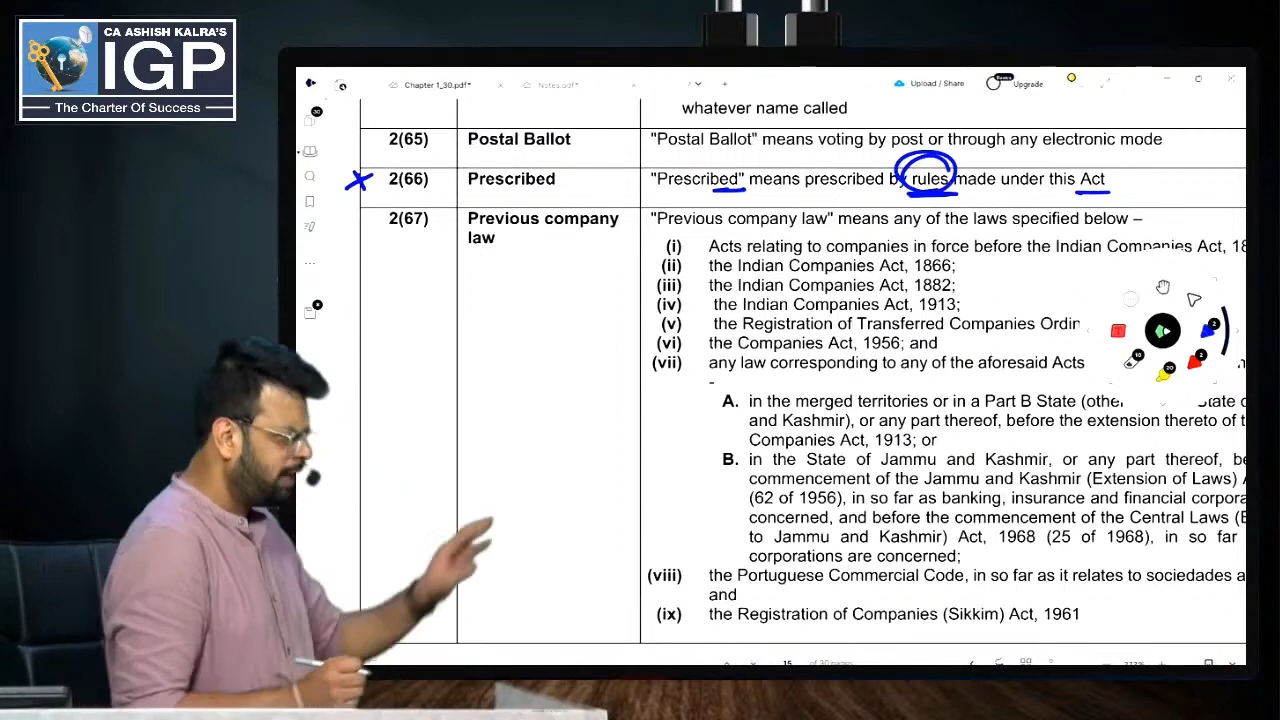 CA ASHISH KALRA'S
IGP
The Charter Of Success
Chapter 1_30.pdf*
Notes.pdf*
Upload / Share
Basics
Upgrade
whatever name called
2(65) Postal Ballot "Postal Ballot" means voting by post or through any electronic mode
2(66) Prescribed "Prescribed" means prescribed by rules made under this Act
2(67) Previous company "Previous company law" means any of the laws specified below –
law
(i) Acts relating to companies in force before the Indian Companies Act, 18
(ii) the Indian Companies Act, 1866;
(iii) the Indian Companies Act, 1882;
(iv) the Indian Companies Act, 1913;
(v) the Registration of Transferred Companies Ordin
(vi) the Companies Act, 1956; and
(vii) any law corresponding to any of the aforesaid Acts
-
A. in the merged territories or in a Part B State (other State o
and Kashmir), or any part thereof, before the extension thereto of t
Companies Act, 1913; or
B. in the State of Jammu and Kashmir, or any part thereof, be
commencement of the Jammu and Kashmir (Extension of Laws) A
(62 of 1956), in so far as banking, insurance and financial corpora
concerned, and before the commencement of the Central Laws (E
to Jammu and Kashmir) Act, 1968 (25 of 1968), in so far
corporations are concerned;
(viii) the Portuguese Commercial Code, in so far as it relates to sociedades a
and
(ix) the Registration of Companies (Sikkim) Act, 1961
15 of 30 pages